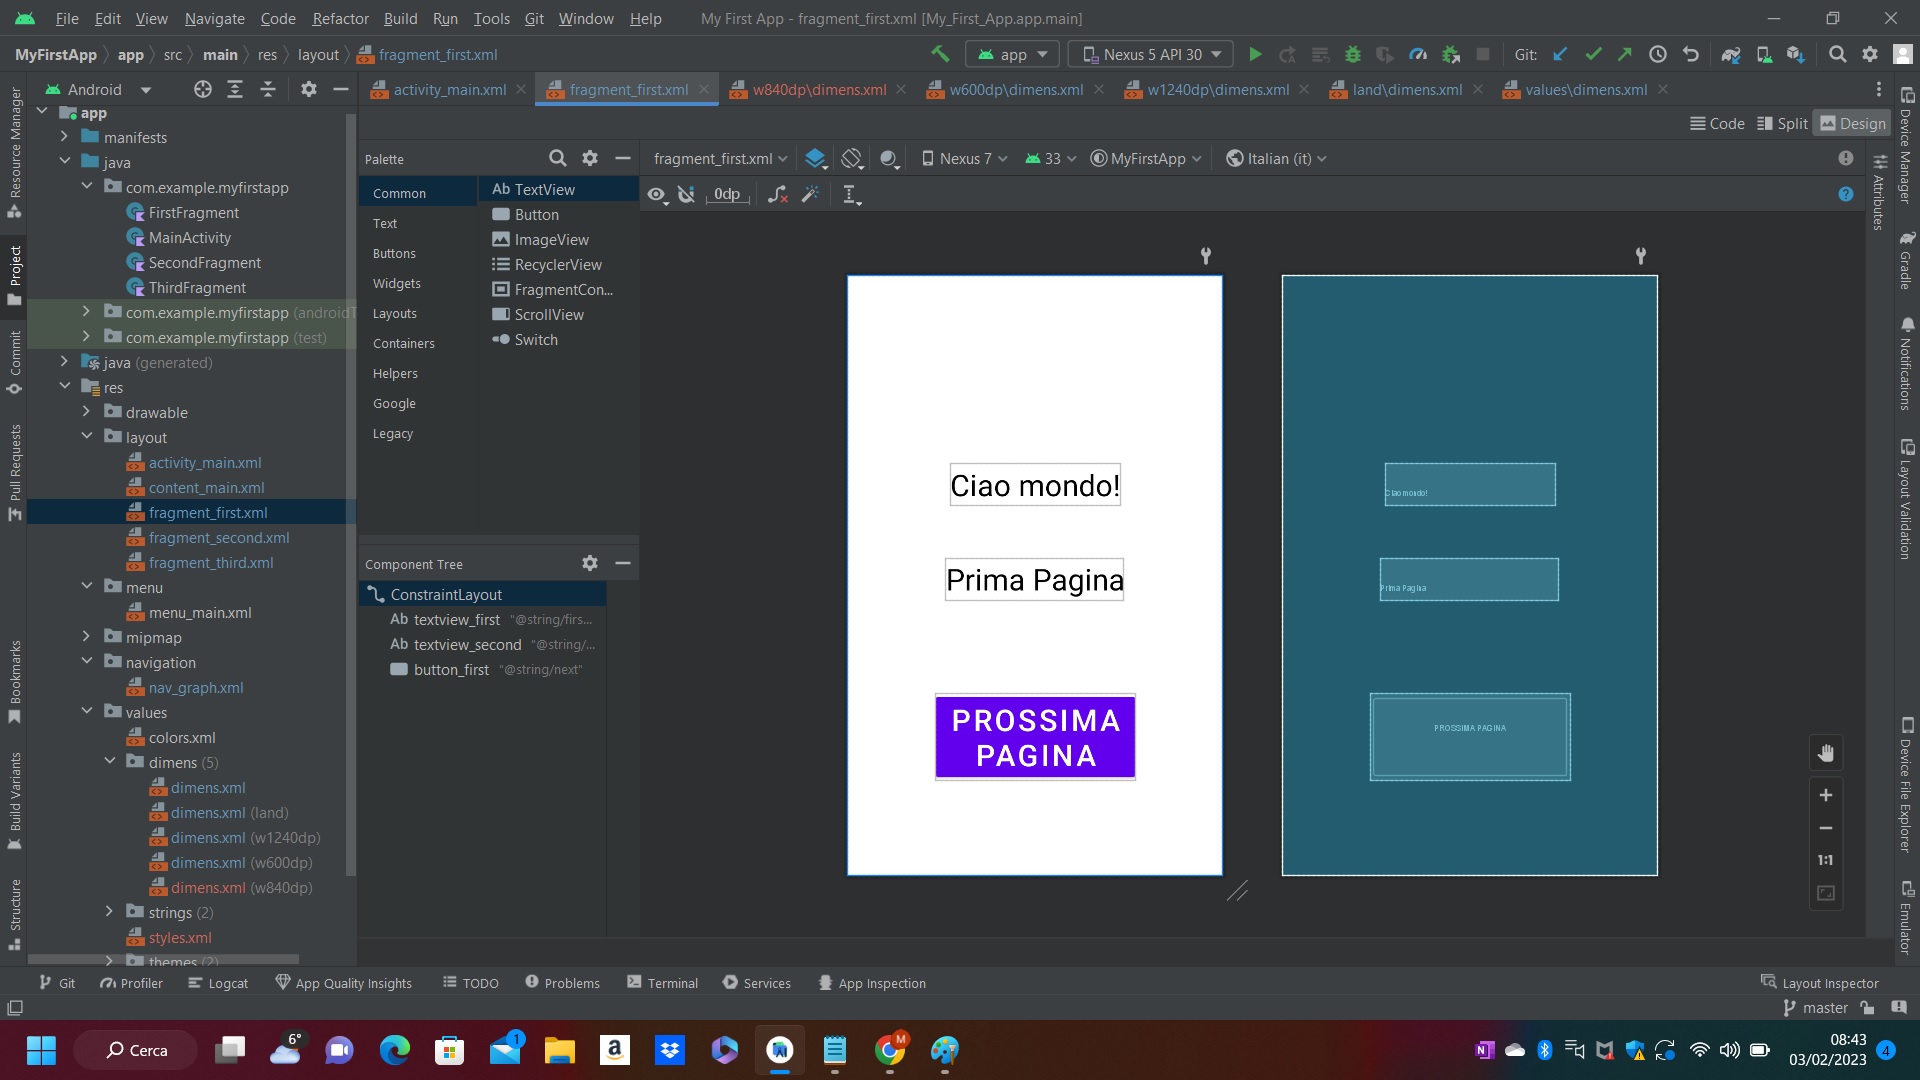 File Edit View Navigate Code Refactor Build Run Tools Git Window Help My First App - fragment_first.xml [My_First_App.app.main]
MyFirstApp app src main res layout fragment_first.xml app Nexus 5 API 30 Git:
Android activity_main.xml fragment_first.xml w840dp\dimens.xml w600dp\dimens.xml w1240dp\dimens.xml land\dimens.xml values\dimens.xml
Code Split Design
Resource Manager
Project
Commit
Pull Requests
Bookmarks
Build Variants
Structure
app
manifests
java
com.example.myfirstapp
FirstFragment
MainActivity
SecondFragment
ThirdFragment
com.example.myfirstapp (androidT
com.example.myfirstapp (test)
java (generated)
res
drawable
layout
activity_main.xml
content_main.xml
fragment_first.xml
fragment_second.xml
fragment_third.xml
menu
menu_main.xml
mipmap
navigation
nav_graph.xml
values
colors.xml
dimens (5)
dimens.xml
dimens.xml (land)
dimens.xml (w1240dp)
dimens.xml (w600dp)
dimens.xml (w840dp)
strings (2)
styles.xml
themes (2)
Palette
Common
Text
Buttons
Widgets
Layouts
Containers
Helpers
Google
Legacy
Ab TextView
Button
ImageView
RecyclerView
FragmentCon...
ScrollView
Switch
Component Tree
ConstraintLayout
Ab textview_first "@string/firs...
Ab textview_second "@string/...
button_first "@string/next"
fragment_first.xml Nexus 7 33 MyFirstApp Italian (it)
0dp
Ciao mondo!
Prima Pagina
PROSSIMA
PAGINA
Ciao mondo!
Prima Pagina
PROSSIMA PAGINA
1:1
Attributes
Device Manager
Gradle
Notifications
Layout Validation
Device File Explorer
Emulator
Git Profiler Logcat App Quality Insights TODO Problems Terminal Services App Inspection Layout Inspector
master
Cerca 6° 1 a M N 08:43
03/02/2023 4